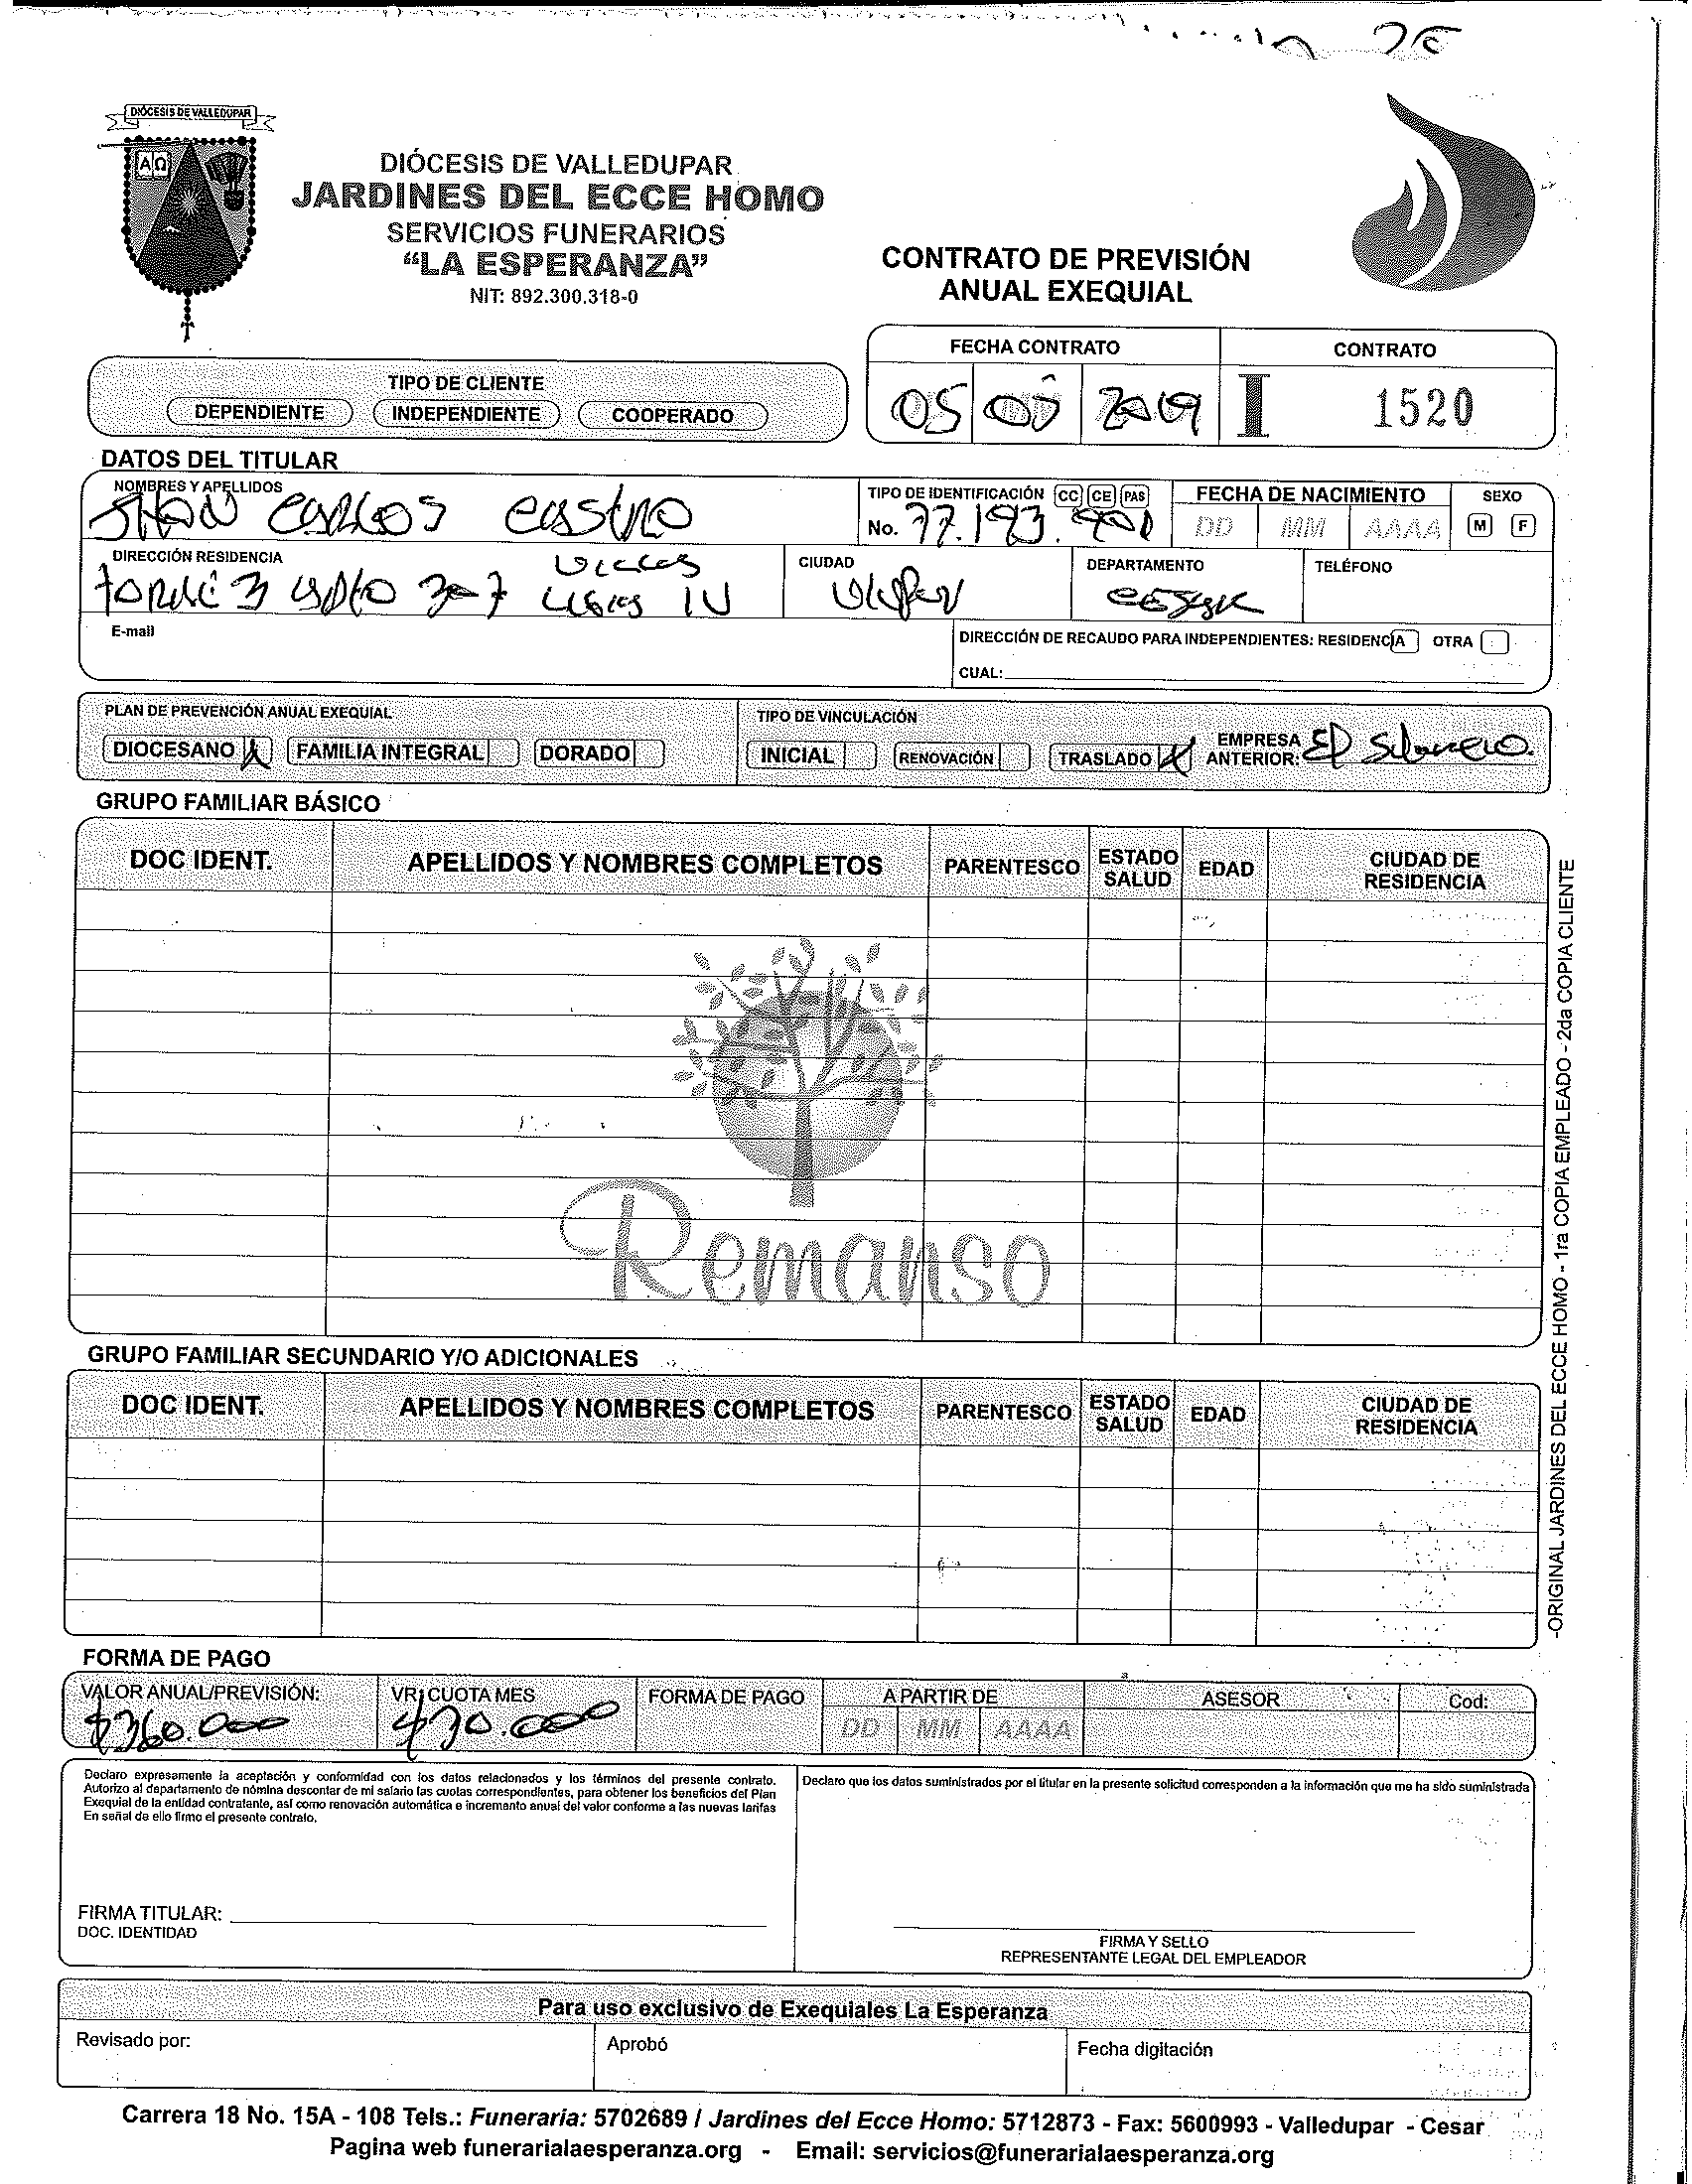 DIÓCESIS DE VALLEDUPAR
AΩ
DIÓCESIS DE VALLEDUPAR
JARDINES DEL ECCE HOMO
SERVICIOS FUNERARIOS
“LA ESPERANZA”
NIT: 892.300.318-0
CONTRATO DE PREVISIÓN
ANUAL EXEQUIAL
FECHA CONTRATO CONTRATO
05 2019 I 1520
TIPO DE CLIENTE
DEPENDIENTE INDEPENDIENTE COOPERADO
DATOS DEL TITULAR
NOMBRES Y APELLIDOS TIPO DE IDENTIFICACIÓN CC CE PAS FECHA DE NACIMIENTO SEXO
Carlos Castro No. 77.193.901 DD MM AAAA M F
DIRECCIÓN RESIDENCIA CIUDAD DEPARTAMENTO TELÉFONO
Torre 3 Apto 307 IV
E-mail DIRECCIÓN DE RECAUDO PARA INDEPENDIENTES: RESIDENCIA OTRA
CUAL:
PLAN DE PREVENCIÓN ANUAL EXEQUIAL TIPO DE VINCULACIÓN
DIOCESANO X FAMILIA INTEGRAL DORADO INICIAL RENOVACIÓN TRASLADO X EMPRESA ANTERIOR:
GRUPO FAMILIAR BÁSICO
DOC IDENT. APELLIDOS Y NOMBRES COMPLETOS PARENTESCO ESTADO SALUD EDAD CIUDAD DE RESIDENCIA
Remanso
GRUPO FAMILIAR SECUNDARIO Y/O ADICIONALES
DOC IDENT. APELLIDOS Y NOMBRES COMPLETOS PARENTESCO ESTADO SALUD EDAD CIUDAD DE RESIDENCIA
-ORIGINAL JARDINES DEL ECCE HOMO - 1ra COPIA EMPLEADO - 2da COPIA CLIENTE
FORMA DE PAGO
VALOR ANUAL/PREVISIÓN: VR. CUOTA MES FORMA DE PAGO A PARTIR DE ASESOR Cod:
$360.000 $30.000 DD MM AAAA
Declaro expresamente la aceptación y conformidad con los datos relacionados y los términos del presente contrato.
Autorizo al departamento de nómina descontar de mi salario las cuotas correspondientes, para obtener los beneficios del Plan
Exequial de la entidad contratante, así como renovación automática e incremento anual del valor conforme a las nuevas tarifas
En señal de ello firmo el presente contrato.
Declaro que los datos suministrados por el titular en la presente solicitud corresponden a la información que me ha sido suministrada
FIRMA TITULAR:
DOC. IDENTIDAD
FIRMA Y SELLO
REPRESENTANTE LEGAL DEL EMPLEADOR
Para uso exclusivo de Exequiales La Esperanza
Revisado por: Aprobó Fecha digitación
Carrera 18 No. 15A - 108 Tels.: Funeraria: 5702689 / Jardines del Ecce Homo: 5712873 - Fax: 5600993 - Valledupar - Cesar
Pagina web funerarialaesperanza.org - Email: servicios@funerarialaesperanza.org